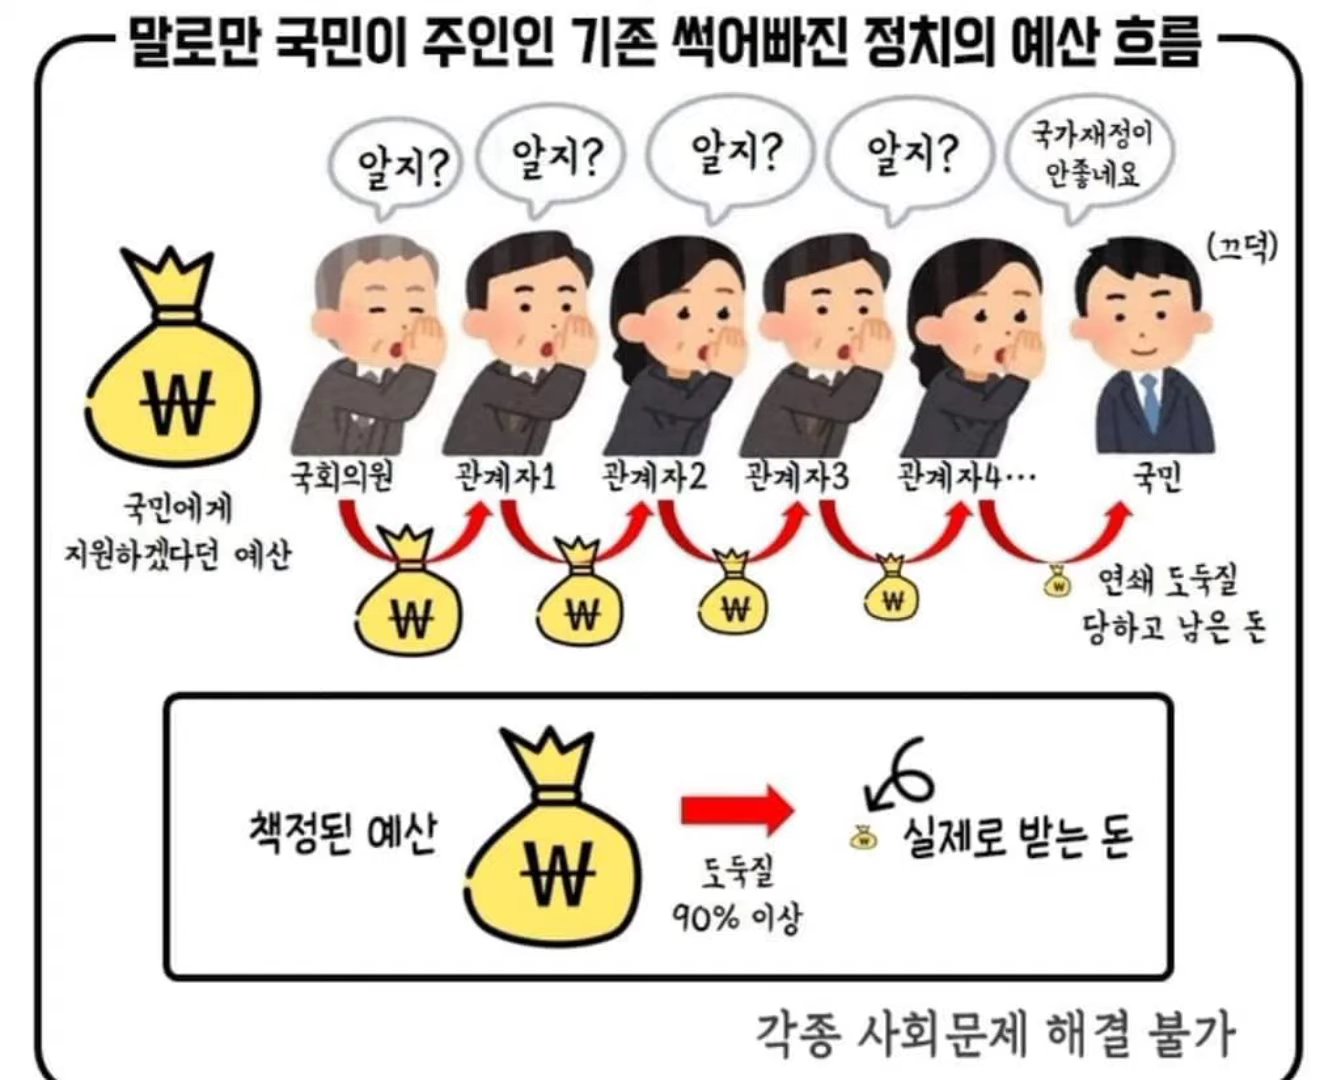 말로만 국민이 주인인 기존 썩어빠진 정치의 예산 흐름
알지?
알지?
알지?
알지?
국가재정이
안좋네요
(끄덕)
₩
국민에게
지원하겠다던 예산
국회의원
관계자1
관계자2
관계자3
관계자4…
국민
₩
₩
₩
₩
₩
연쇄 도둑질
당하고 남은 돈
책정된 예산
₩
도둑질
90% 이상
₩
실제로 받는 돈
각종 사회문제 해결 불가